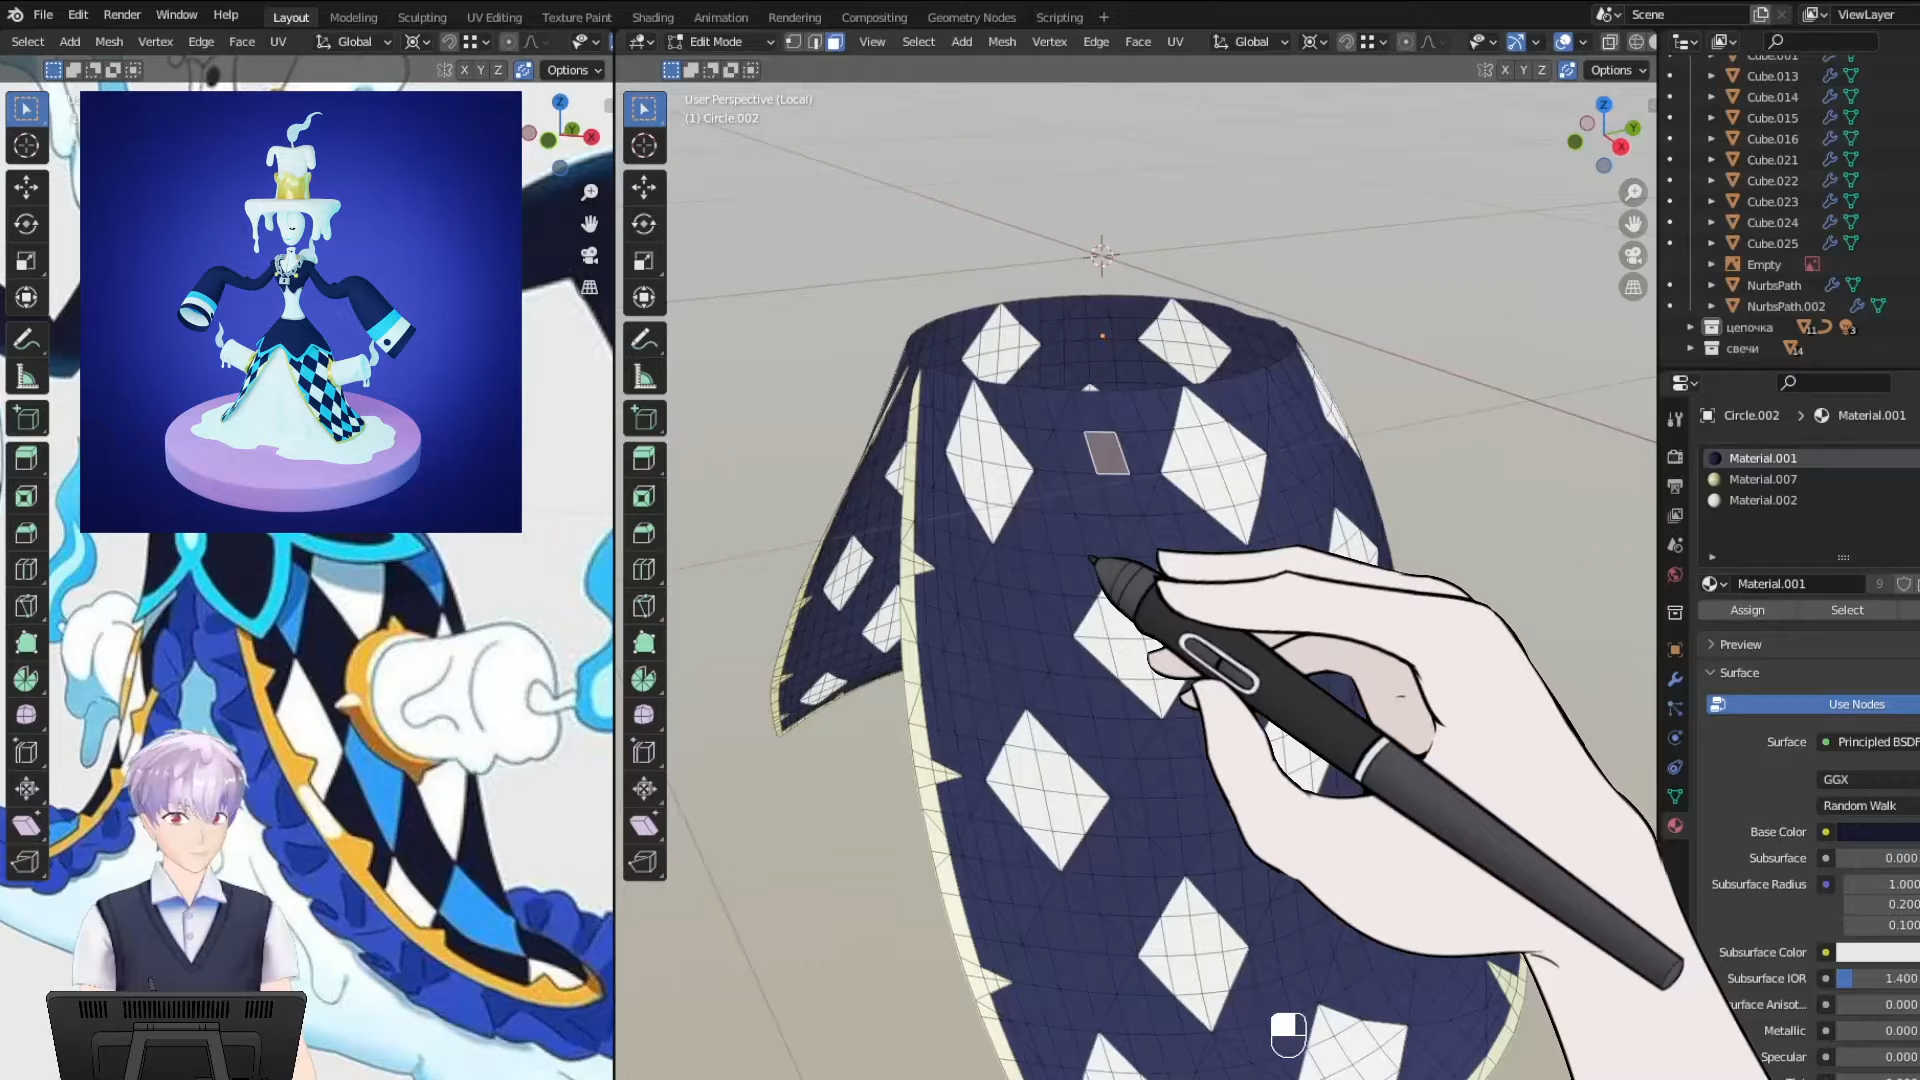 File Edit Render Window Help Layout Modeling Sculpting UV Editing Texture Paint Shading Animation Rendering Compositing Geometry Nodes Scripting + Scene ViewLayer
Select Add Mesh Vertex Edge Face UV Global Edit Mode View Select Add Mesh Vertex Edge Face UV Global
X Y Z Options X Y Z Options
User Perspective (Local)
(1) Circle.002
Z Y X
Z Y X
Cube.013
Cube.014
Cube.015
Cube.016
Cube.021
Cube.022
Cube.023
Cube.024
Cube.025
Empty
NurbsPath
NurbsPath.002
цепочка 11 3
свечи 14
Circle.002 > Material.001
Material.001
Material.007
Material.002
Material.001 9
Assign Select
Preview
Surface
Use Nodes
Surface Principled BSDF
GGX
Random Walk
Base Color
Subsurface 0.000
Subsurface Radius 1.000
0.200
0.100
Subsurface Color
Subsurface IOR 1.400
urface Anisot... 0.000
Metallic 0.000
Specular 0.000